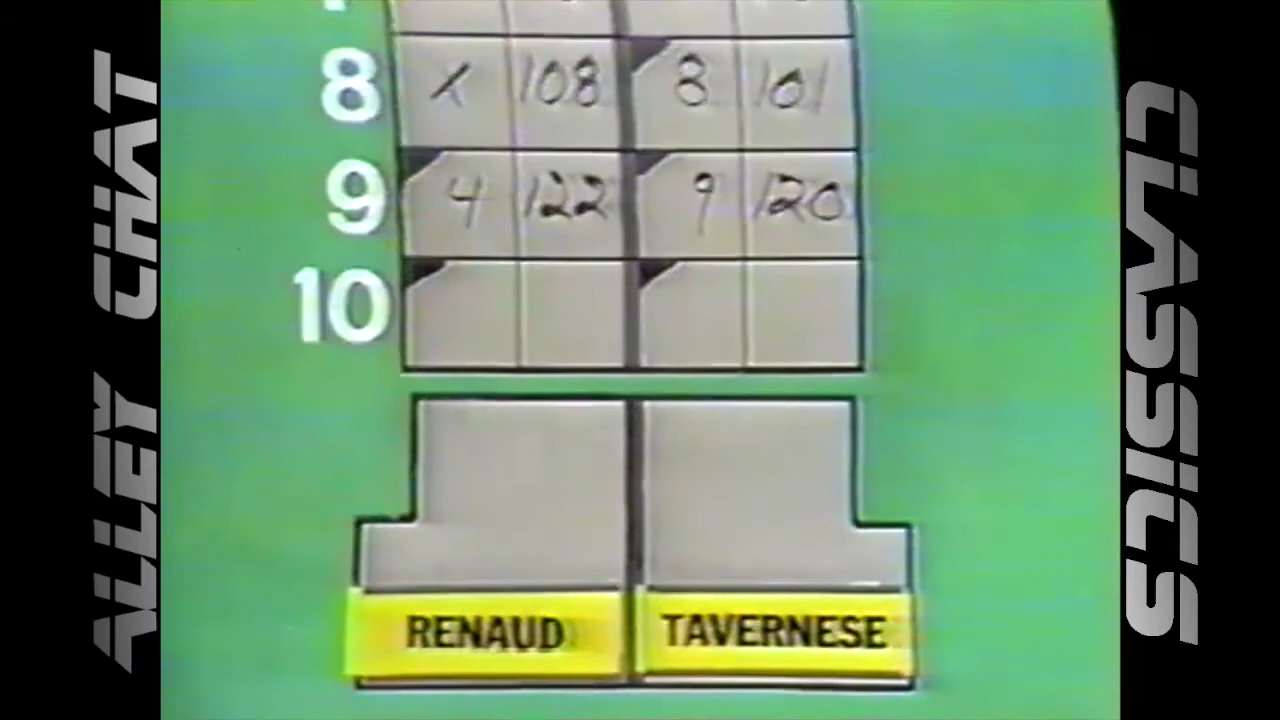 ALLEY CHAT
8 X 108 8 101
9 4 122 9 120
10
RENAUD TAVERNESE
CLASSICS